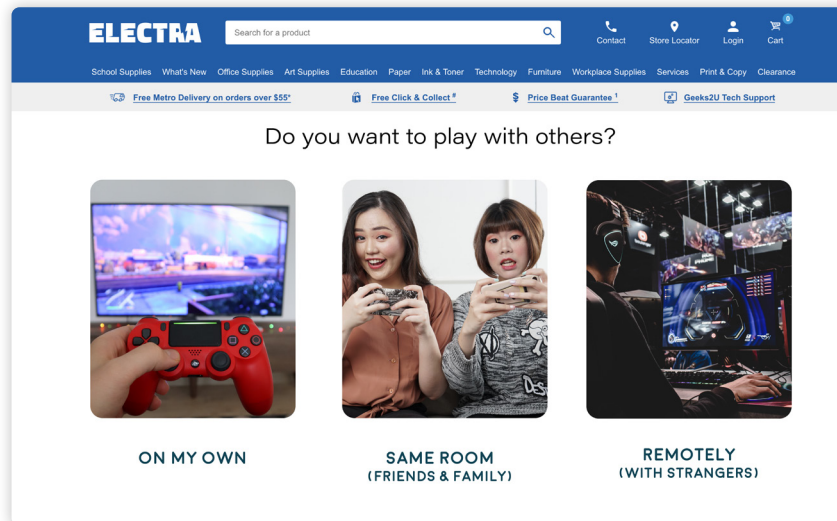 ELECTRA
Search for a product
Contact
Store Locator
Login
0
Cart
School Supplies What's New Office Supplies Art Supplies Education Paper Ink & Toner Technology Furniture Workplace Supplies Services Print & Copy Clearance
Free Metro Delivery on orders over $55*
Free Click & Collect #
$ Price Beat Guarantee 1
Geeks2U Tech Support
Do you want to play with others?
ON MY OWN
SAME ROOM
(FRIENDS & FAMILY)
REMOTELY
(WITH STRANGERS)